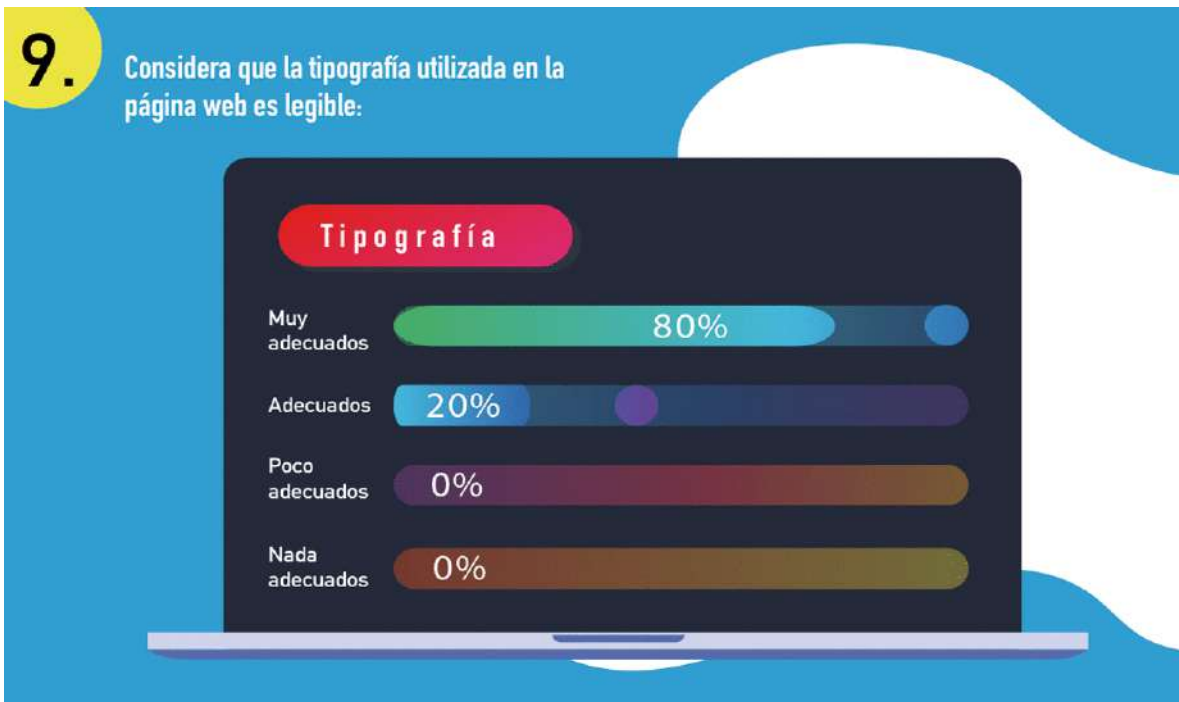 9.
Considera que la tipografía utilizada en la
página web es legible:
Tipografía
Muy
adecuados
80%
Adecuados
20%
Poco
adecuados
0%
Nada
adecuados
0%